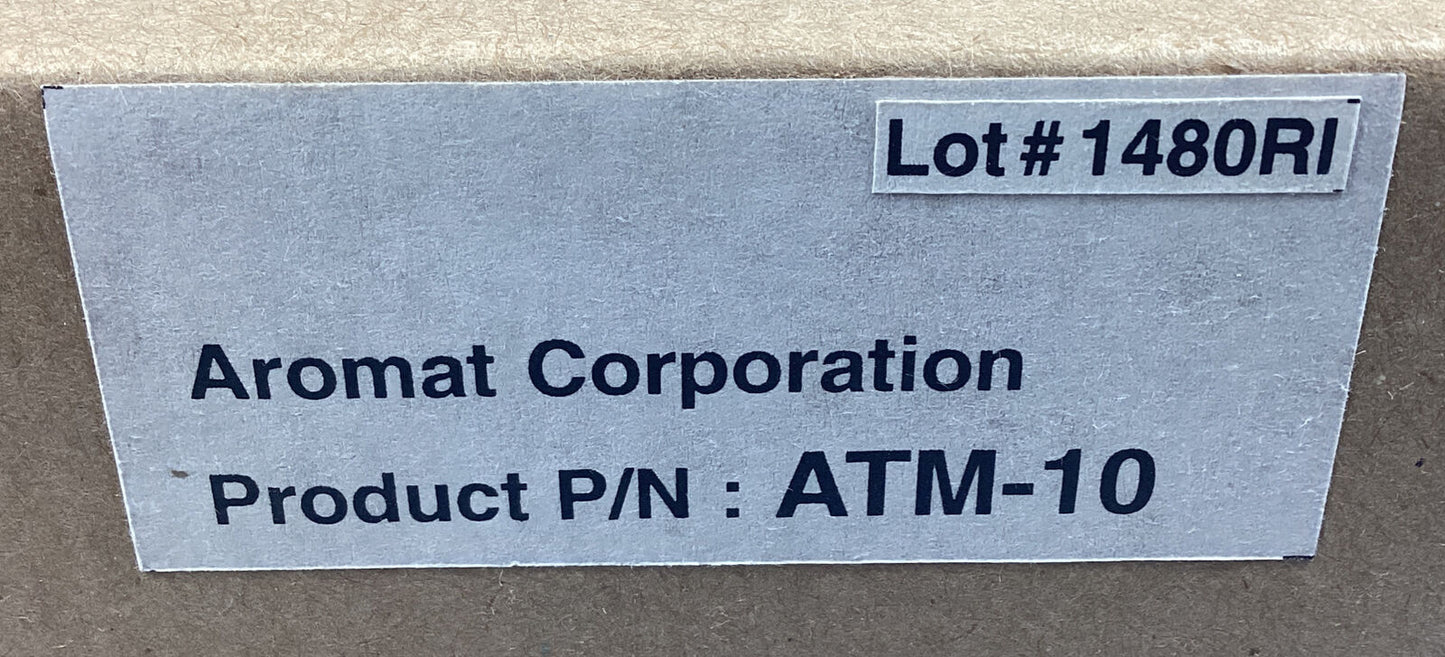 Lot # 1480RI
Aromat Corporation
Product P/N : ATM-10